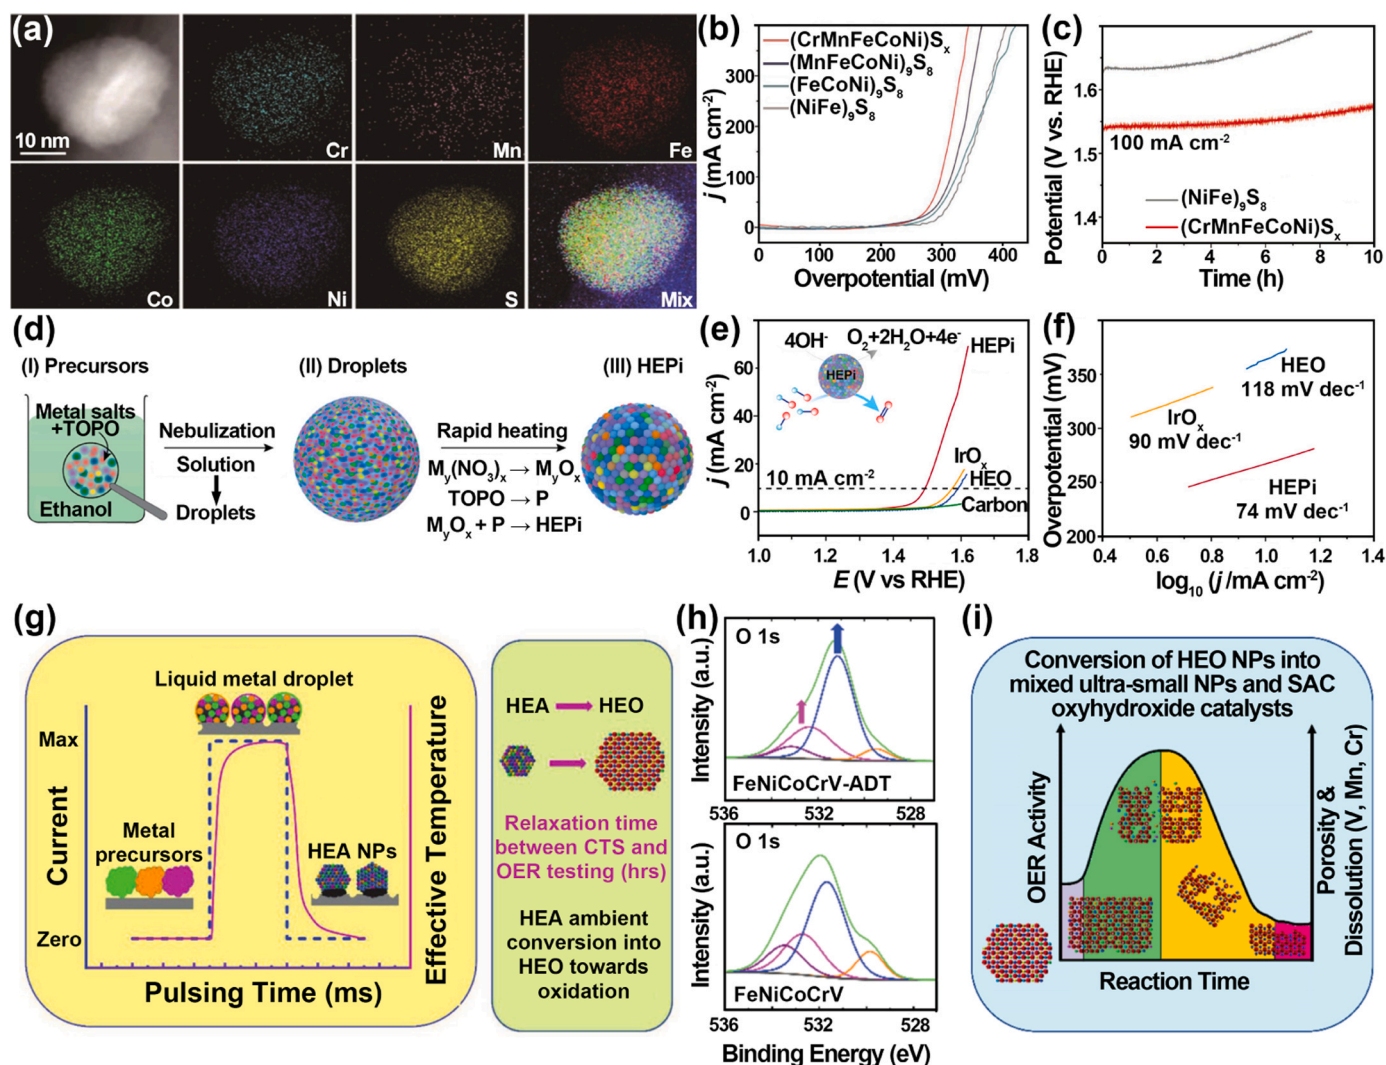 (a)
10 nm
Cr
Mn
Fe
Co
Ni
S
Mix
(b)
(CrMnFeCoNi)Sₓ
(MnFeCoNi)₉S₈
(FeCoNi)₉S₈
(NiFe)₉S₈
j (mA cm⁻²)
300
200
100
0
0 100 200 300 400
Overpotential (mV)
(c)
Potential (V vs. RHE)
1.6
1.5
1.4
100 mA cm⁻²
(NiFe)₉S₈
(CrMnFeCoNi)Sₓ
0 2 4 6 8 10
Time (h)
(d)
(I) Precursors
Metal salts
+TOPO
Ethanol
Nebulization
Solution
Droplets
(II) Droplets
Rapid heating
M_y(NO₃)ₓ → M_yOₓ
TOPO → P
M_yOₓ + P → HEPi
(III) HEPi
(e)
j (mA cm⁻²)
60
40
20
0
4OH⁻
O₂+2H₂O+4e⁻
HEPi
HEPi
IrOₓ
HEO
Carbon
10 mA cm⁻²
1.0 1.2 1.4 1.6 1.8
E (V vs RHE)
(f)
Overpotential (mV)
350
300
250
200
HEO
118 mV dec⁻¹
IrOₓ
90 mV dec⁻¹
HEPi
74 mV dec⁻¹
0.4 0.6 0.8 1.0 1.2 1.4
log₁₀ (j /mA cm⁻²)
(g)
Liquid metal droplet
Max
Current
Metal
precursors
HEA NPs
Zero
Effective Temperature
Pulsing Time (ms)
HEA → HEO
Relaxation time
between CTS and
OER testing (hrs)
HEA ambient
conversion into
HEO towards
oxidation
(h)
O 1s
Intensity (a.u.)
FeNiCoCrV-ADT
536 532 528
O 1s
Intensity (a.u.)
FeNiCoCrV
536 532 528
Binding Energy (eV)
(i)
Conversion of HEO NPs into
mixed ultra-small NPs and SAC
oxyhydroxide catalysts
OER Activity
Porosity &
Dissolution (V, Mn, Cr)
Reaction Time